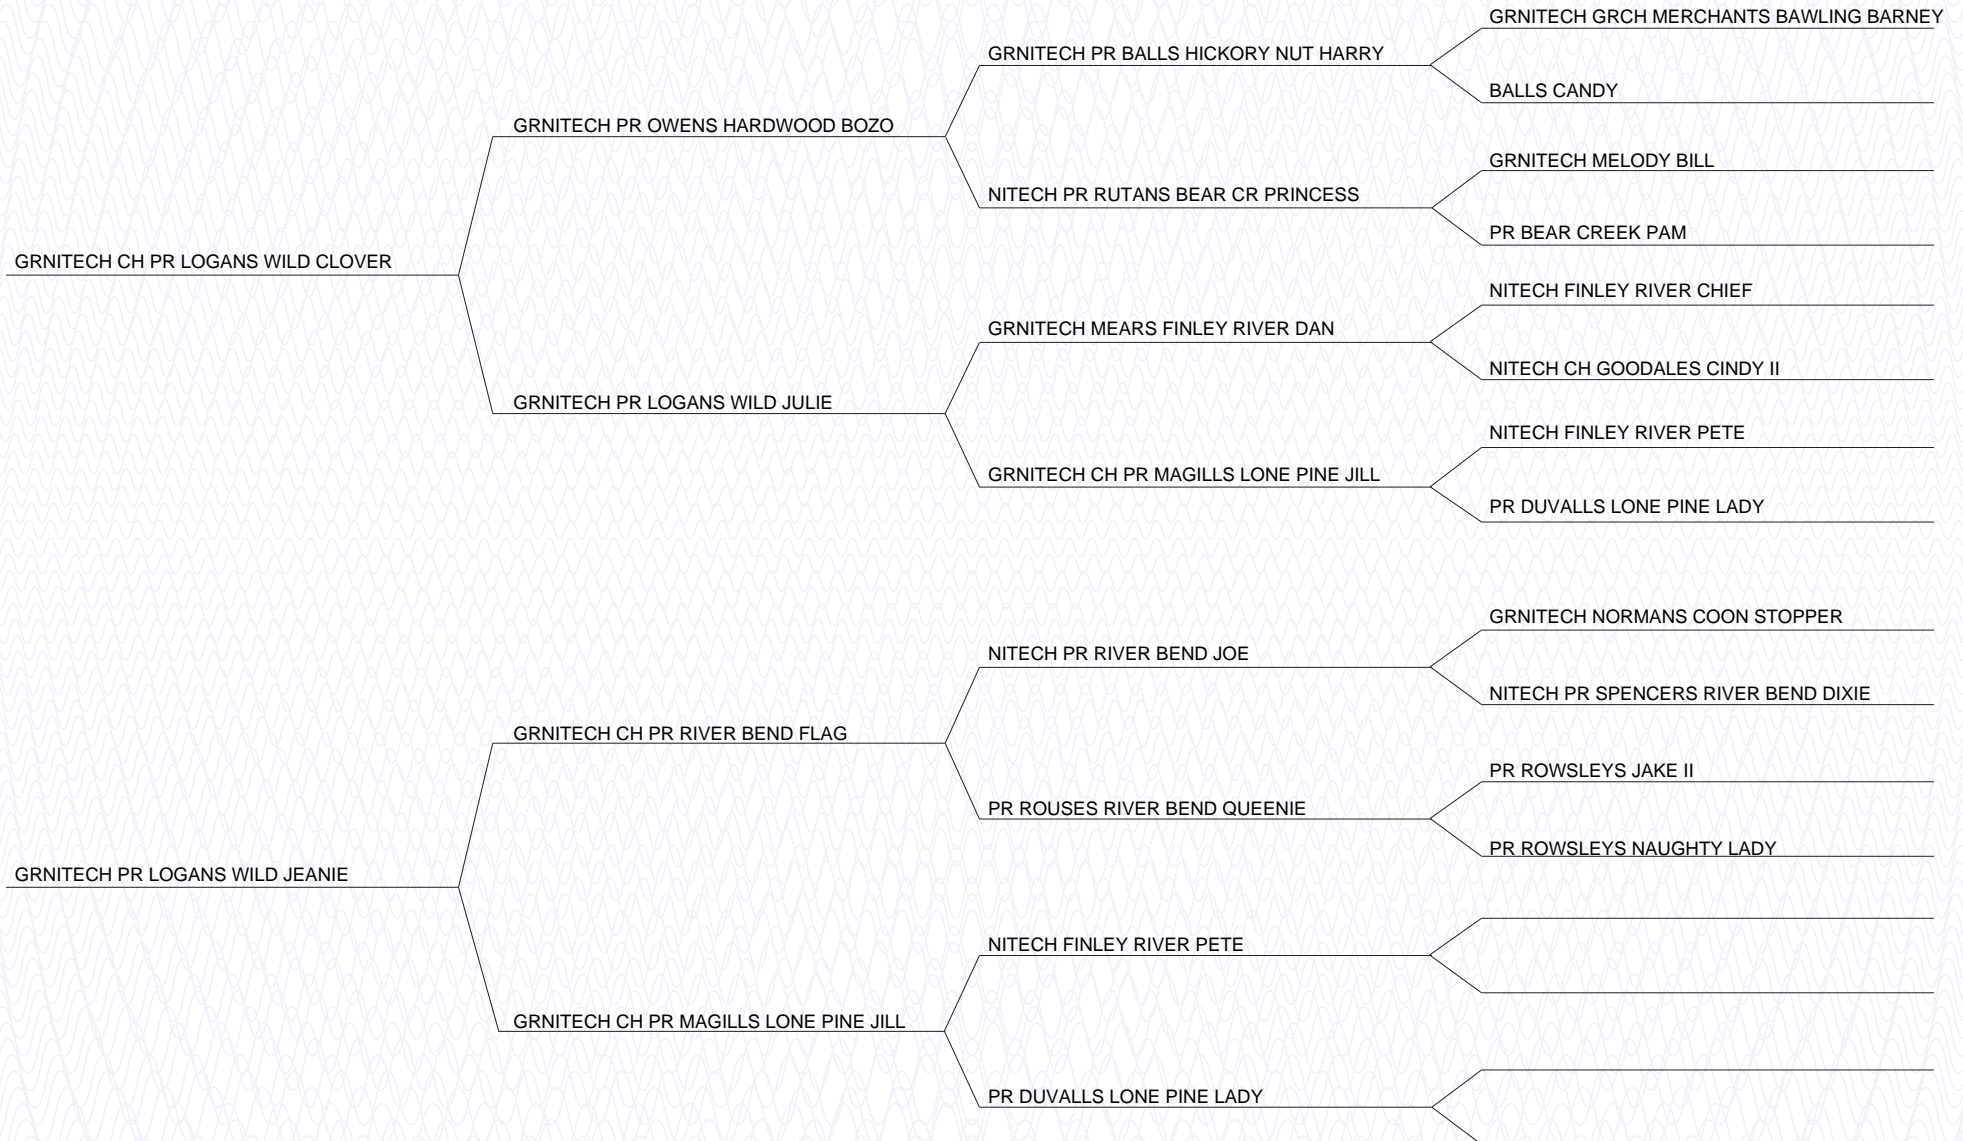 GRNITECH GRCH MERCHANTS BAWLING BARNEY
GRNITECH PR BALLS HICKORY NUT HARRY
BALLS CANDY
GRNITECH PR OWENS HARDWOOD BOZO
GRNITECH MELODY BILL
NITECH PR RUTANS BEAR CR PRINCESS
PR BEAR CREEK PAM
GRNITECH CH PR LOGANS WILD CLOVER
NITECH FINLEY RIVER CHIEF
GRNITECH MEARS FINLEY RIVER DAN
NITECH CH GOODALES CINDY II
GRNITECH PR LOGANS WILD JULIE
NITECH FINLEY RIVER PETE
GRNITECH CH PR MAGILLS LONE PINE JILL
PR DUVALLS LONE PINE LADY
GRNITECH NORMANS COON STOPPER
NITECH PR RIVER BEND JOE
NITECH PR SPENCERS RIVER BEND DIXIE
GRNITECH CH PR RIVER BEND FLAG
PR ROWSLEYS JAKE II
PR ROUSES RIVER BEND QUEENIE
PR ROWSLEYS NAUGHTY LADY
GRNITECH PR LOGANS WILD JEANIE
NITECH FINLEY RIVER PETE
GRNITECH CH PR MAGILLS LONE PINE JILL
PR DUVALLS LONE PINE LADY